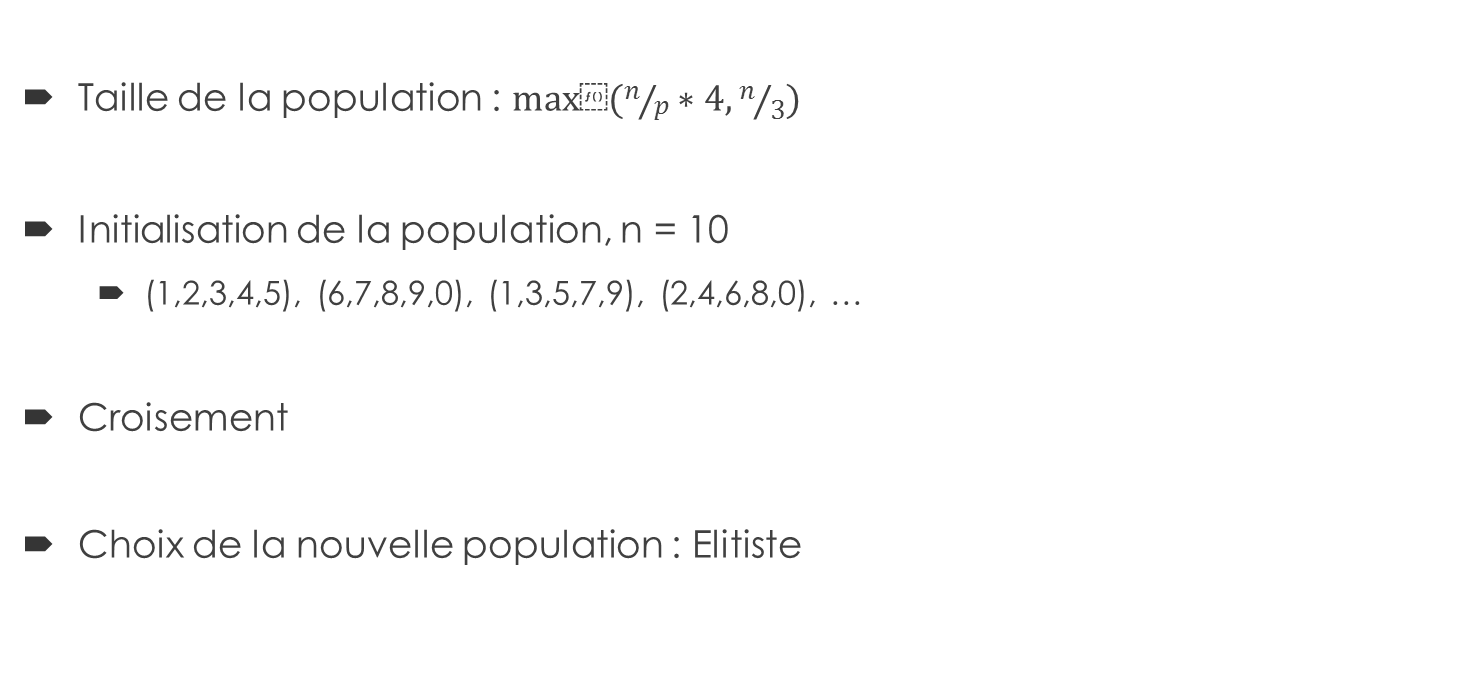 Taille de la population : max(n/p * 4, n/3)
Initialisation de la population, n = 10
(1,2,3,4,5), (6,7,8,9,0), (1,3,5,7,9), (2,4,6,8,0), …
Croisement
Choix de la nouvelle population : Elitiste